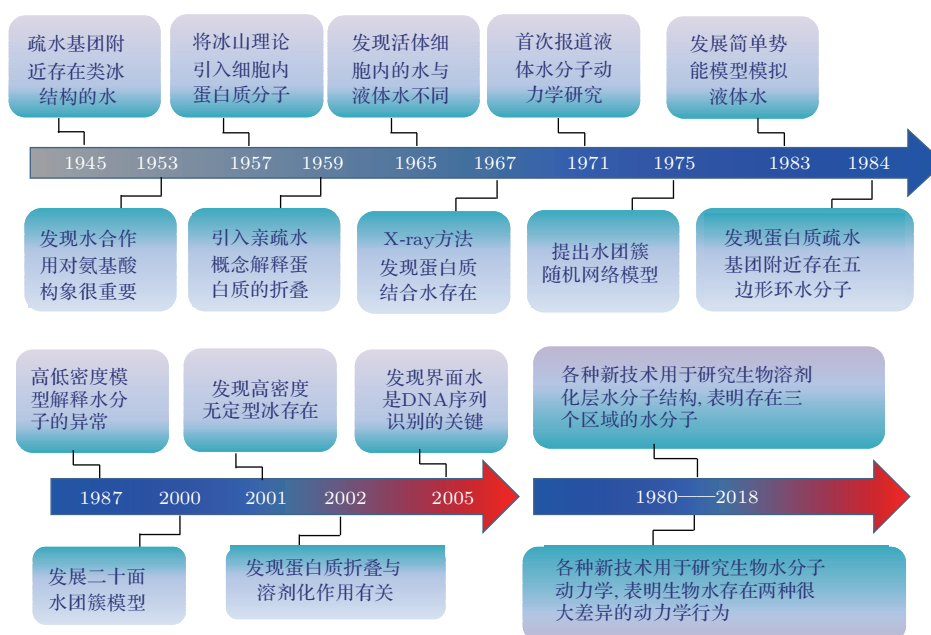 疏水基团附
近存在类冰
结构的水
将冰山理论
引入细胞内
蛋白质分子
发现活体细
胞内的水与
液体水不同
首次报道液
体水分子动
力学研究
发展简单势
能模型模拟
液体水
1945 1953 1957 1959 1965 1967 1971 1975 1983 1984
发现水合作
用对氨基酸
构象很重要
引入亲疏水
概念解释蛋
白质的折叠
X-ray方法
发现蛋白质
结合水存在
提出水团簇
随机网络模型
发现蛋白质疏水
基团附近存在五
边形环水分子
高低密度模
型解释水分
子的异常
发现高密度
无定型冰存在
发现界面水
是DNA序列
识别的关键
各种新技术用于研究生物溶剂
化层水分子结构, 表明存在三
个区域的水分子
1987 2000 2001 2002 2005
1980——2018
发展二十面
水团簇模型
发现蛋白质折叠与
溶剂化作用有关
各种新技术用于研究生物水分子
动力学, 表明生物水存在两种很
大差异的动力学行为